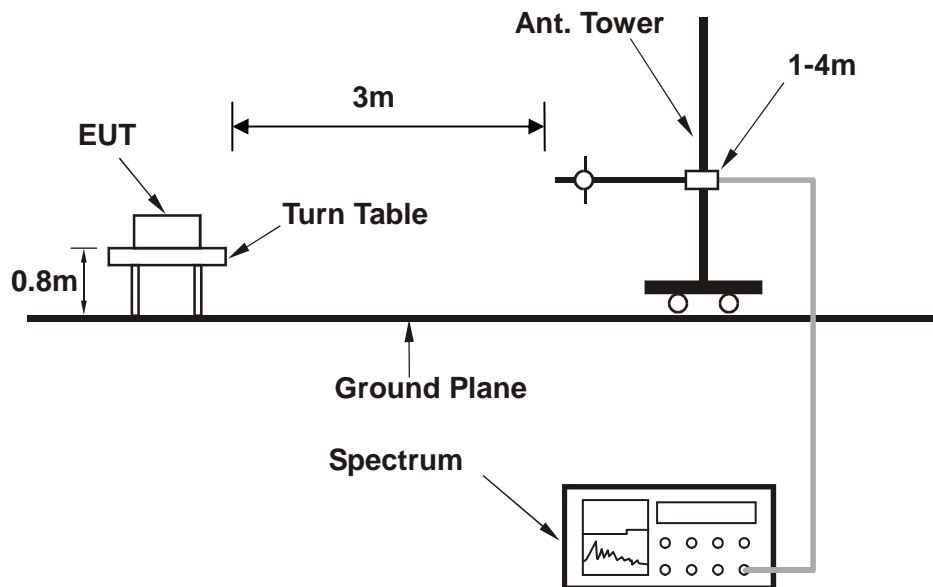 Ant. Tower
1-4m
3m
EUT
Turn Table
0.8m
Ground Plane
Spectrum